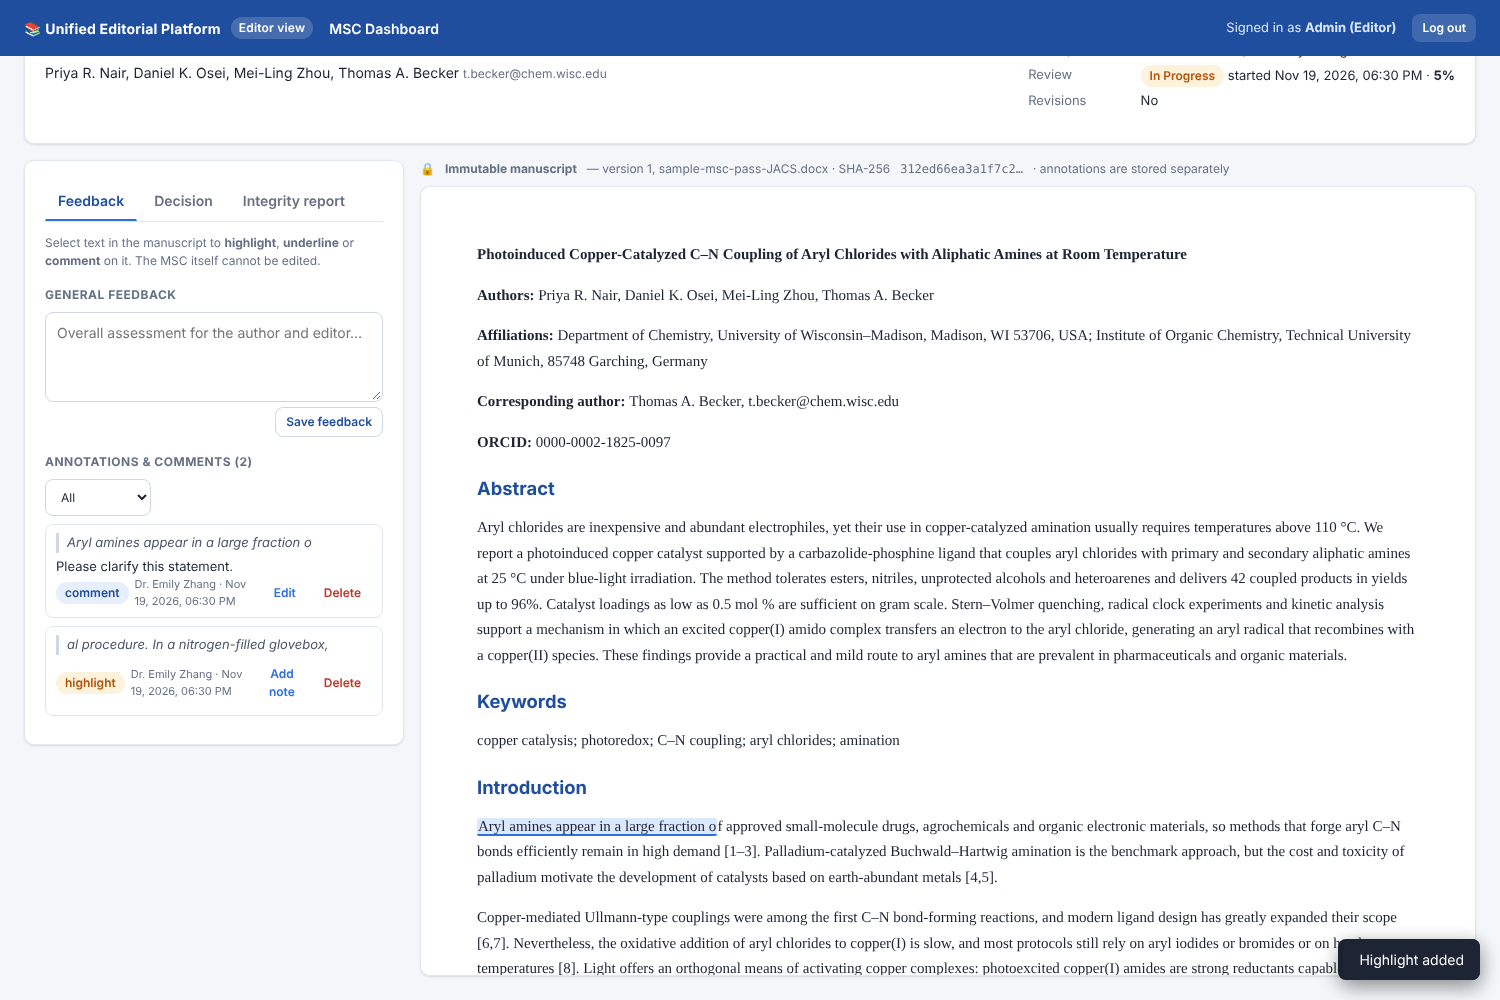 📚 Unified Editorial Platform Editor view MSC Dashboard Signed in as Admin (Editor) Log out
Priya R. Nair, Daniel K. Osei, Mei-Ling Zhou, Thomas A. Becker t.becker@chem.wisc.edu
Review In Progress started Nov 19, 2026, 06:30 PM · 5%
Revisions No
Feedback Decision Integrity report
Select text in the manuscript to highlight, underline or
comment on it. The MSC itself cannot be edited.
GENERAL FEEDBACK
Overall assessment for the author and editor...
Save feedback
ANNOTATIONS & COMMENTS (2)
All
Aryl amines appear in a large fraction o
Please clarify this statement.
comment Dr. Emily Zhang · Nov
19, 2026, 06:30 PM Edit Delete
al procedure. In a nitrogen-filled glovebox,
highlight Dr. Emily Zhang · Nov
19, 2026, 06:30 PM Add note Delete
🔒 Immutable manuscript — version 1, sample-msc-pass-JACS.docx · SHA-256 312ed66ea3a1f7c2… · annotations are stored separately
Photoinduced Copper-Catalyzed C–N Coupling of Aryl Chlorides with Aliphatic Amines at Room Temperature
Authors: Priya R. Nair, Daniel K. Osei, Mei-Ling Zhou, Thomas A. Becker
Affiliations: Department of Chemistry, University of Wisconsin–Madison, Madison, WI 53706, USA; Institute of Organic Chemistry, Technical University
of Munich, 85748 Garching, Germany
Corresponding author: Thomas A. Becker, t.becker@chem.wisc.edu
ORCID: 0000-0002-1825-0097
Abstract
Aryl chlorides are inexpensive and abundant electrophiles, yet their use in copper-catalyzed amination usually requires temperatures above 110 °C. We
report a photoinduced copper catalyst supported by a carbazolide-phosphine ligand that couples aryl chlorides with primary and secondary aliphatic amines
at 25 °C under blue-light irradiation. The method tolerates esters, nitriles, unprotected alcohols and heteroarenes and delivers 42 coupled products in yields
up to 96%. Catalyst loadings as low as 0.5 mol % are sufficient on gram scale. Stern–Volmer quenching, radical clock experiments and kinetic analysis
support a mechanism in which an excited copper(I) amido complex transfers an electron to the aryl chloride, generating an aryl radical that recombines with
a copper(II) species. These findings provide a practical and mild route to aryl amines that are prevalent in pharmaceuticals and organic materials.
Keywords
copper catalysis; photoredox; C–N coupling; aryl chlorides; amination
Introduction
Aryl amines appear in a large fraction of approved small-molecule drugs, agrochemicals and organic electronic materials, so methods that forge aryl C–N
bonds efficiently remain in high demand [1–3]. Palladium-catalyzed Buchwald–Hartwig amination is the benchmark approach, but the cost and toxicity of
palladium motivate the development of catalysts based on earth-abundant metals [4,5].
Copper-mediated Ullmann-type couplings were among the first C–N bond-forming reactions, and modern ligand design has greatly expanded their scope
[6,7]. Nevertheless, the oxidative addition of aryl chlorides to copper(I) is slow, and most protocols still rely on aryl iodides or bromides or on
temperatures [8]. Light offers an orthogonal means of activating copper complexes: photoexcited copper(I) amides are strong reductants
Highlight added